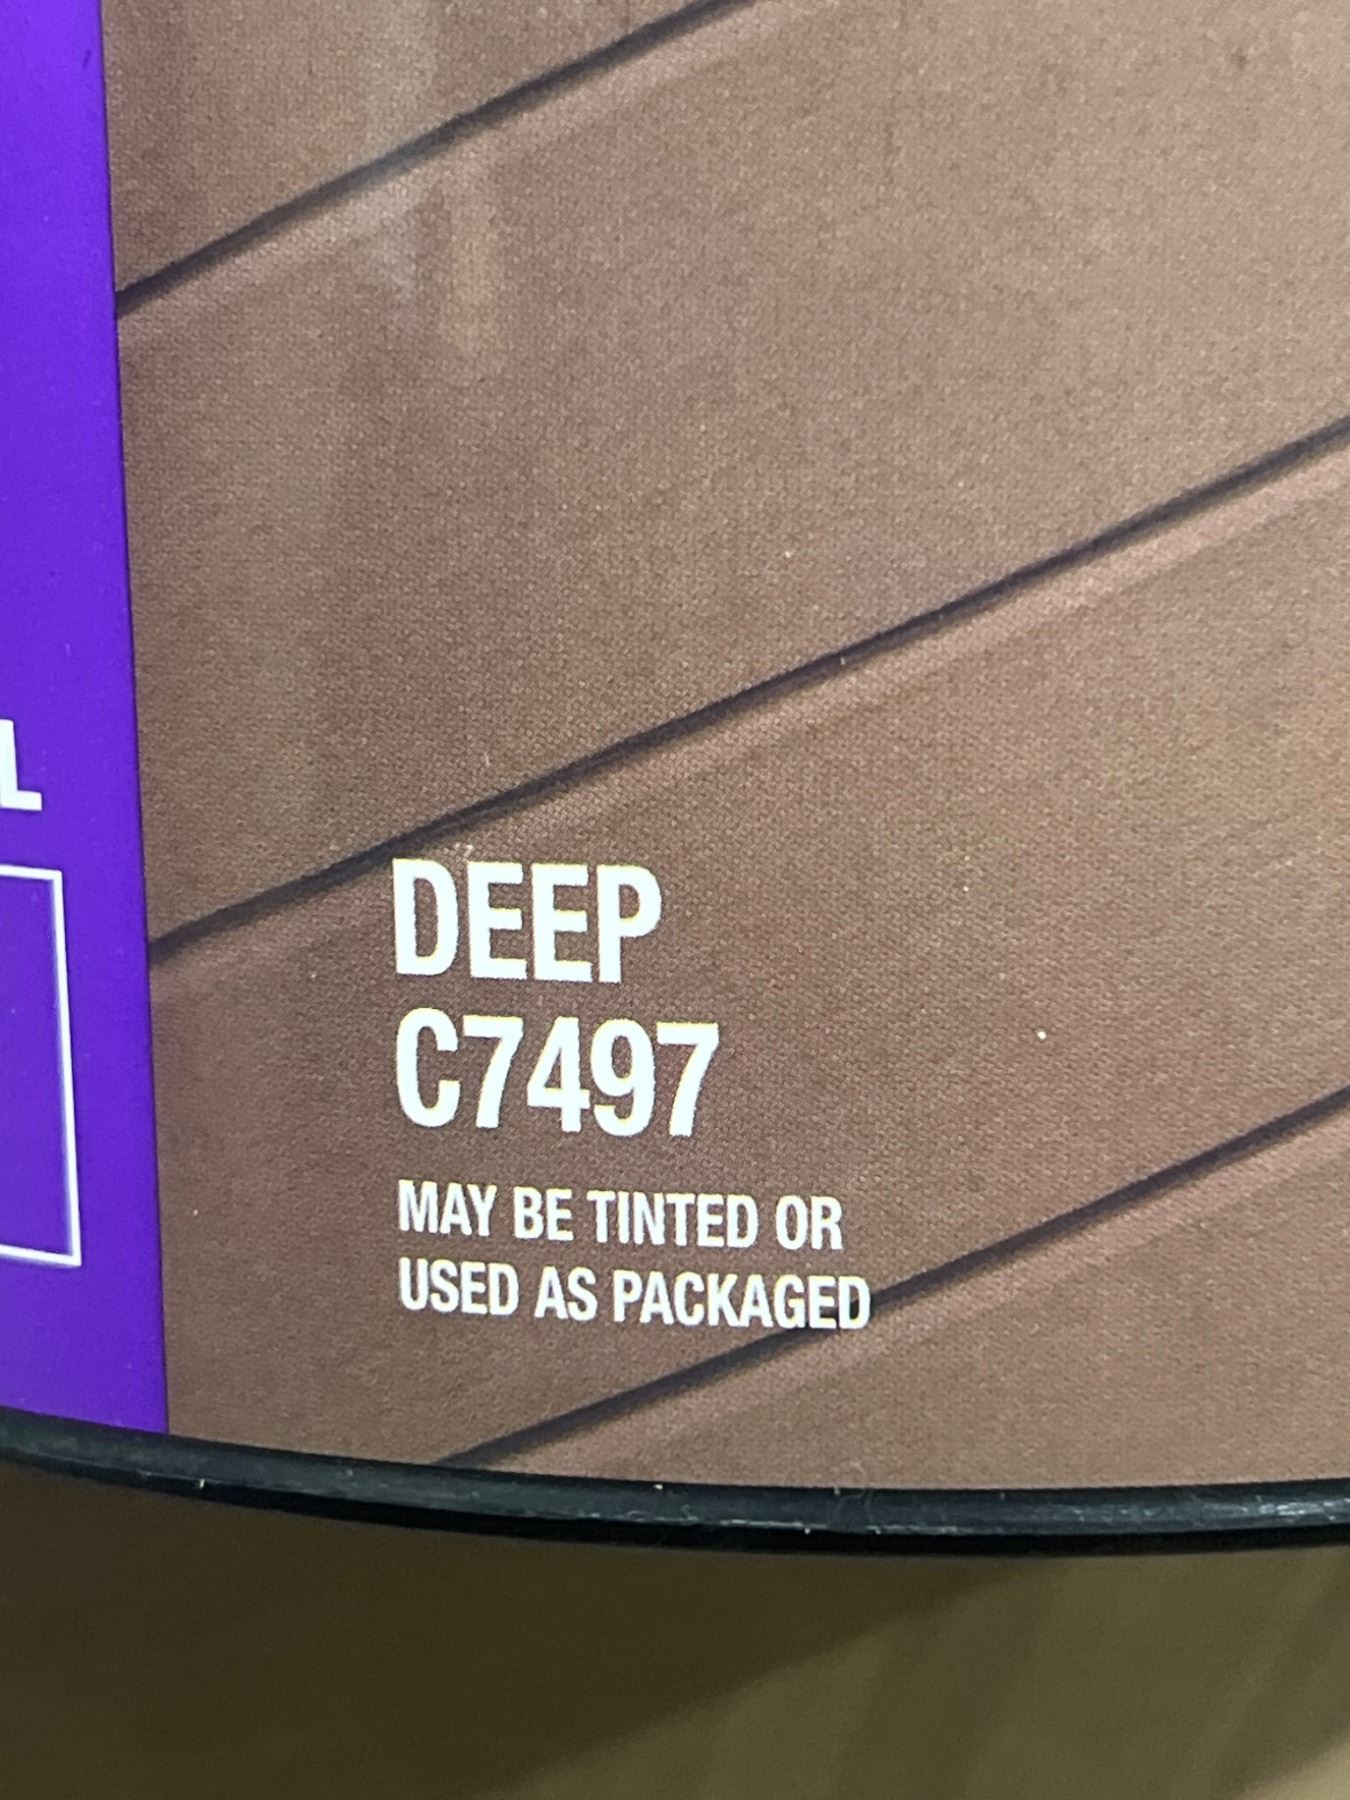 L
DEEP
C7497
MAY BE TINTED OR
USED AS PACKAGED